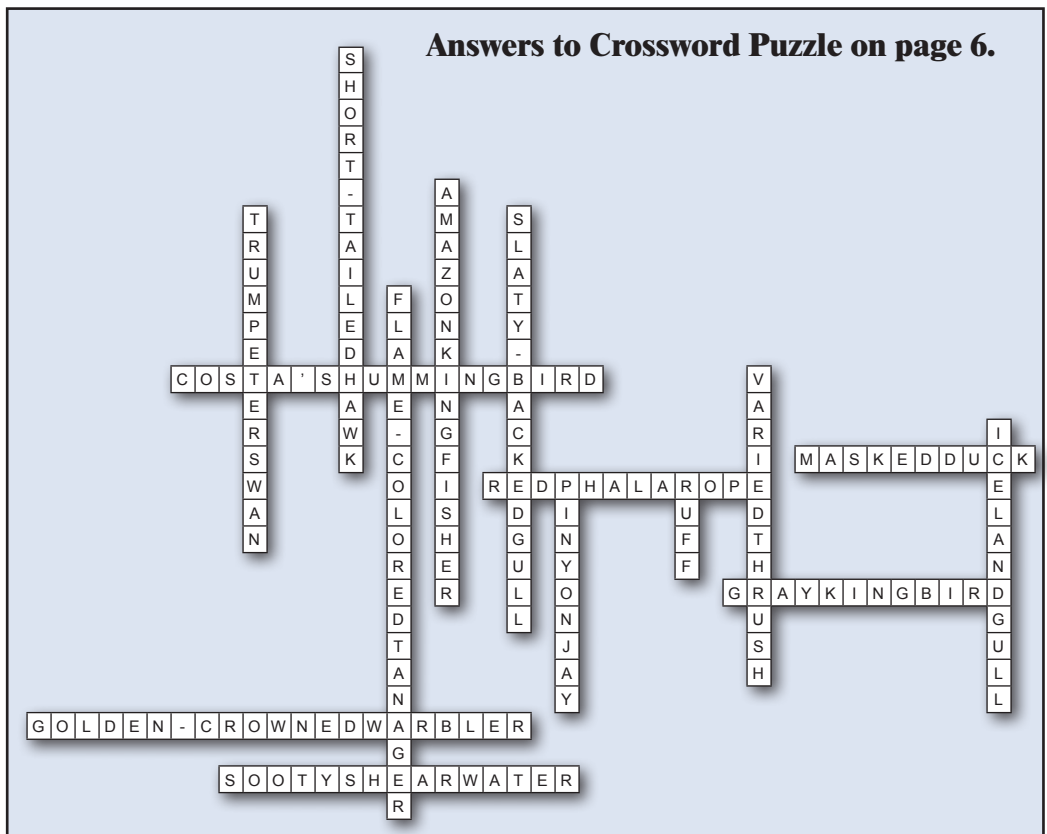 Answers to Crossword Puzzle on page 6.
SHORT-TAILEDHAWK
AMAZONKINGFISHER
TRUMPETERSWAN
SLATY-BACKEDGULL
FLAME-COLOREDTANAGER
COSTA'SHUMMINGBIRD
VARIEDTHRUSH
ICELANDGULL
MASKEDDUCK
REDPHALAROPE
PINYONJAY
RUFF
GRAYKINGBIRD
GOLDEN-CROWNEDWARBLER
SOOTYSHEARWATER